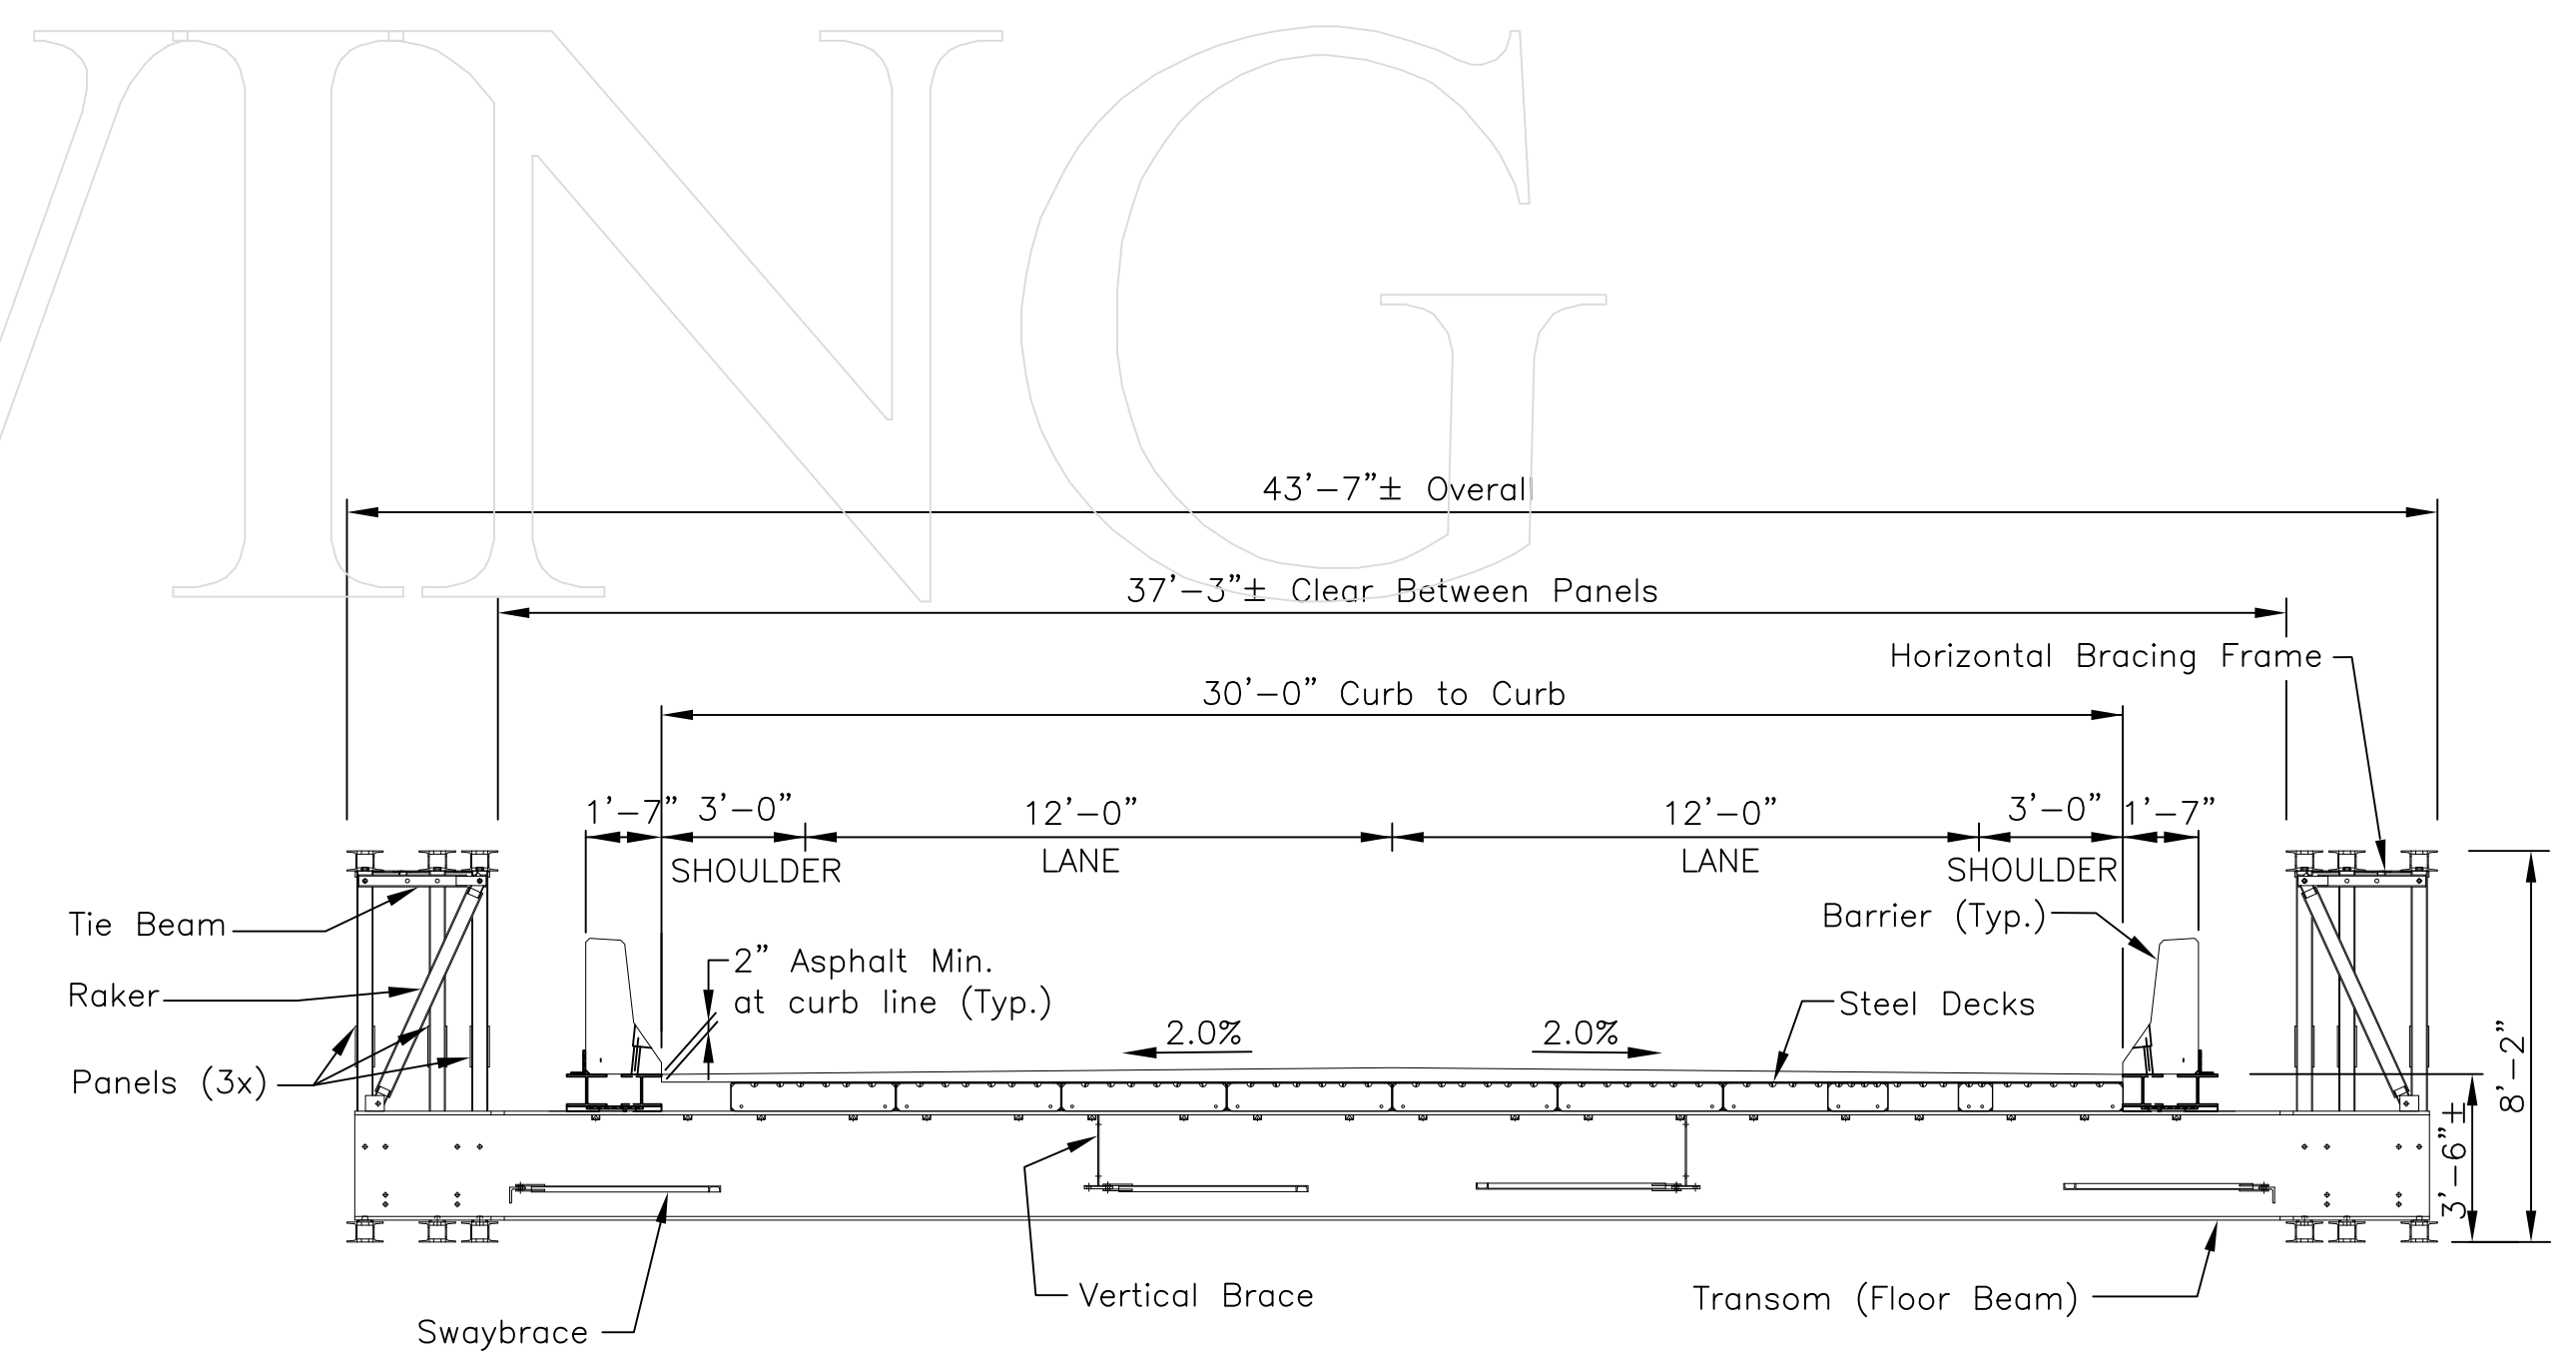 MING
43'-7"± Overall
37'-3"± Clear Between Panels
Horizontal Bracing Frame
30'-0" Curb to Curb
1'-7"
3'-0"
12'-0"
12'-0"
3'-0"
1'-7"
SHOULDER
LANE
LANE
SHOULDER
Tie Beam
Barrier (Typ.)
2" Asphalt Min.
at curb line (Typ.)
Raker
Steel Decks
2.0%
2.0%
Panels (3x)
8'-2"
3'-6"±
Vertical Brace
Transom (Floor Beam)
Swaybrace